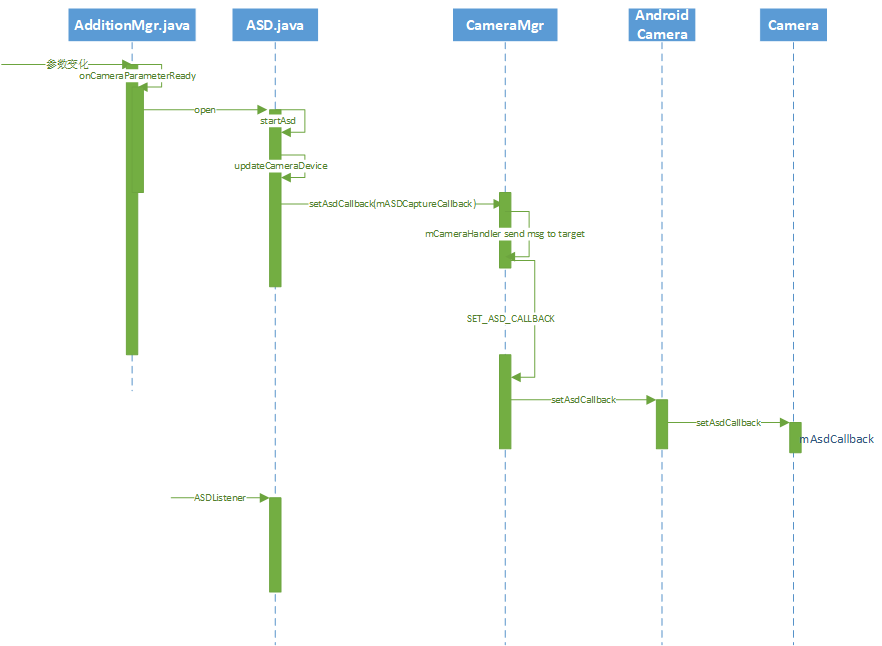 AdditionMgr.java
ASD.java
CameraMgr
Android
Camera
Camera
参数变化
onCameraParameterReady
open
startAsd
updateCameraDevice
setAsdCallback(mASDCaptureCallback)
mCameraHandler send msg to target
SET_ASD_CALLBACK
setAsdCallback
setAsdCallback
mAsdCallback
ASDListener